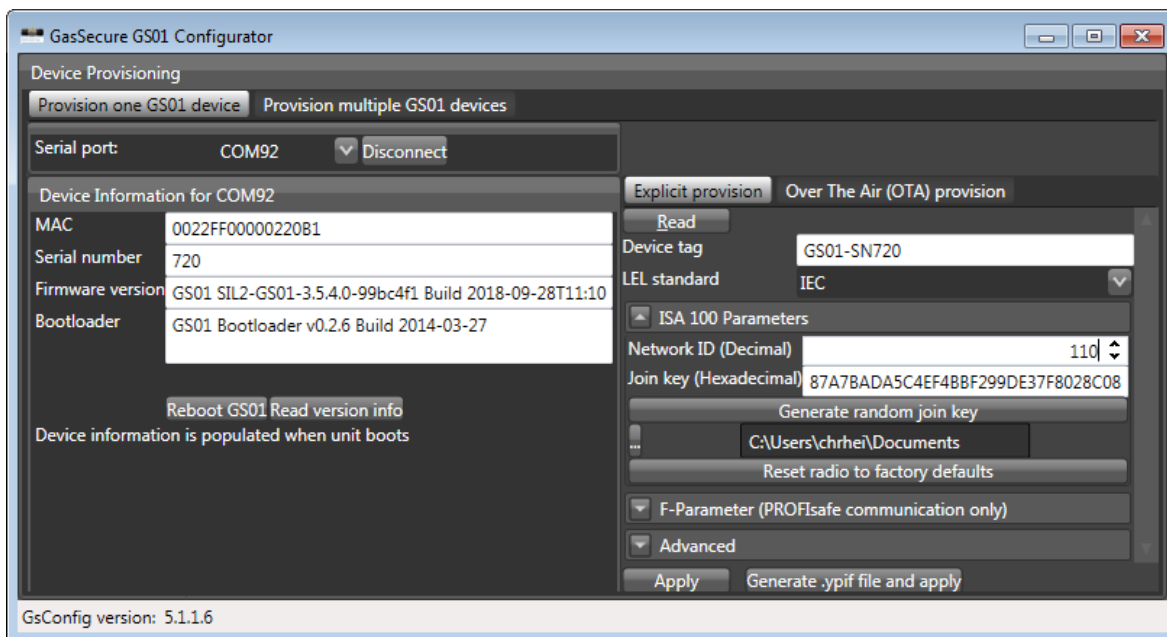 GasSecure GS01 Configurator
Device Provisioning
Provision one GS01 device
Provision multiple GS01 devices
Serial port:
COM92
Disconnect
Device Information for COM92
MAC
0022FF00000220B1
Serial number
720
Firmware version
GS01 SIL2-GS01-3.5.4.0-99bc4f1 Build 2018-09-28T11:10
Bootloader
GS01 Bootloader v0.2.6 Build 2014-03-27
Reboot GS01
Read version info
Device information is populated when unit boots
Explicit provision
Over The Air (OTA) provision
Read
Device tag
GS01-SN720
LEL standard
IEC
ISA 100 Parameters
Network ID (Decimal)
110
Join key (Hexadecimal)
87A7BADA5C4EF4BBF299DE37F8028C08
Generate random join key
...
C:\Users\chrhei\Documents
Reset radio to factory defaults
F-Parameter (PROFIsafe communication only)
Advanced
Apply
Generate .ypif file and apply
GsConfig version: 5.1.1.6